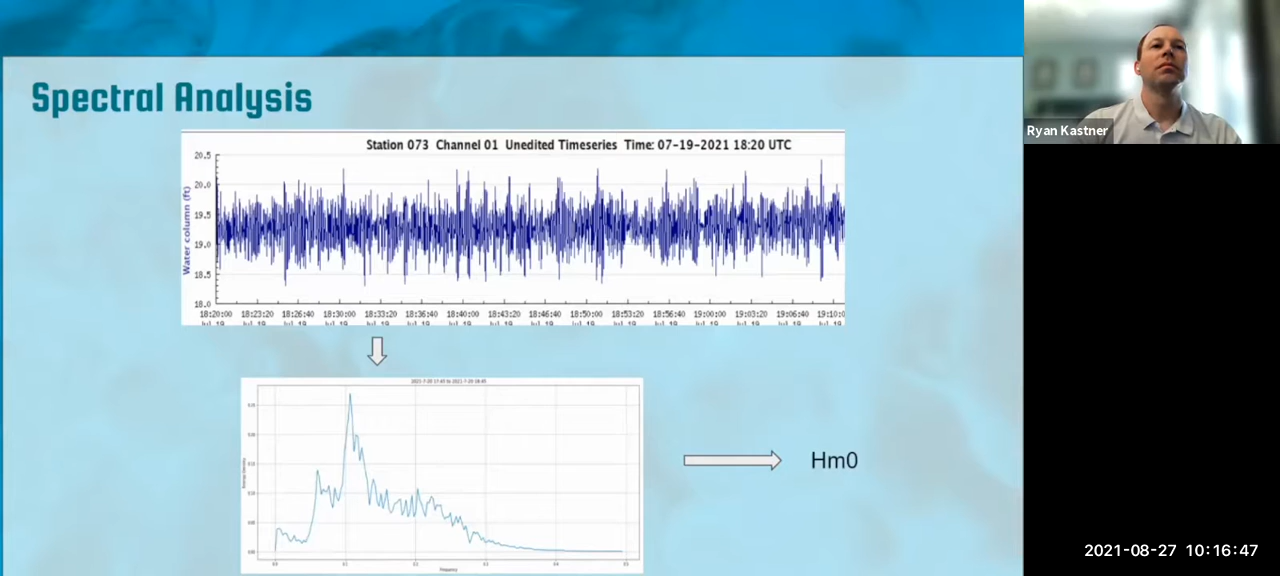 Spectral Analysis
Station 073 Channel 01 Unedited Timeseries Time: 07-19-2021 18:20 UTC
Water column (ft)
20.5
20.0
19.5
19.0
18.5
18.0
18:20:00 18:23:20 18:26:40 18:30:00 18:33:20 18:36:40 18:40:00 18:43:20 18:46:40 18:50:00 18:53:20 18:56:40 19:00:00 19:03:20 19:06:40 19:10:0
Hm0
Frequency
Ryan Kastner
2021-08-27 10:16:47